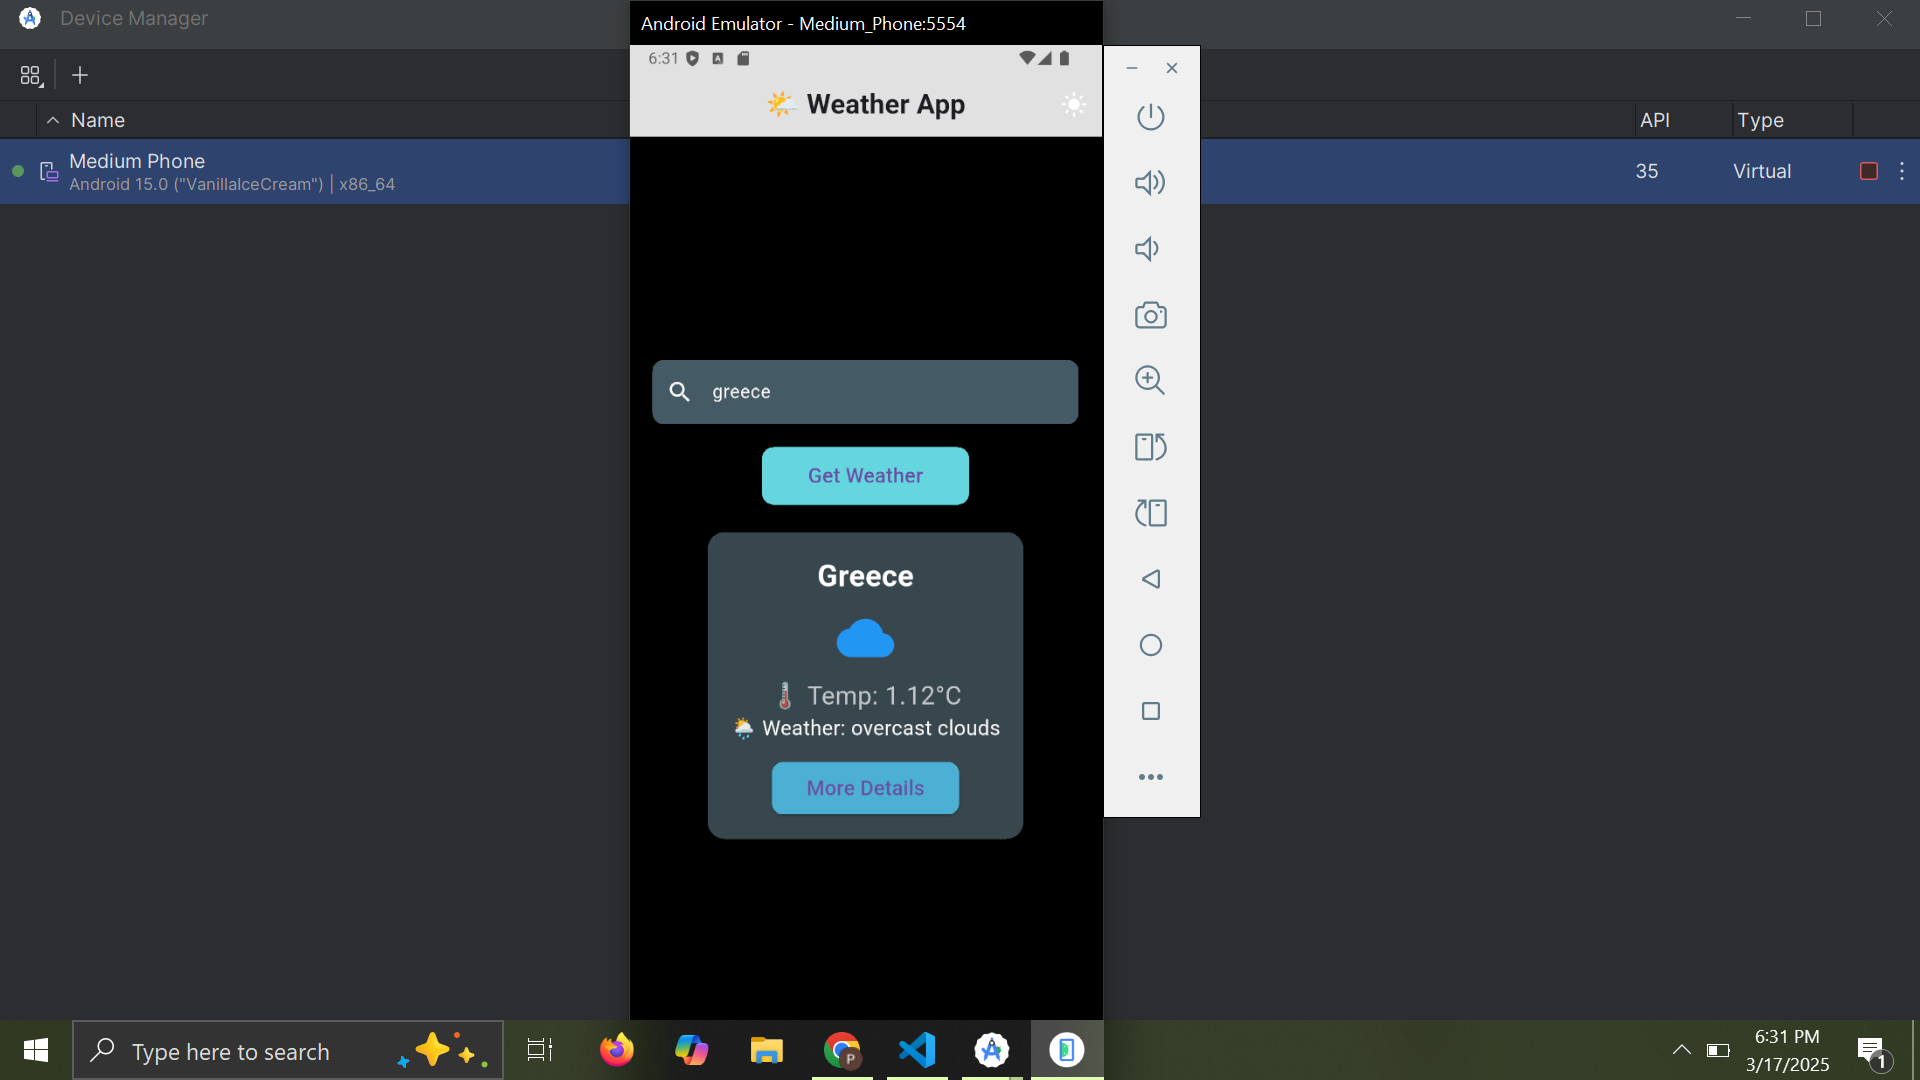 Device Manager
Android Emulator - Medium_Phone:5554
6:31
Weather App
Name
API
Type
Medium Phone
Android 15.0 ("VanillaIceCream") | x86_64
35
Virtual
greece
Get Weather
Greece
Temp: 1.12°C
Weather: overcast clouds
More Details
Type here to search
P
6:31 PM
3/17/2025
1